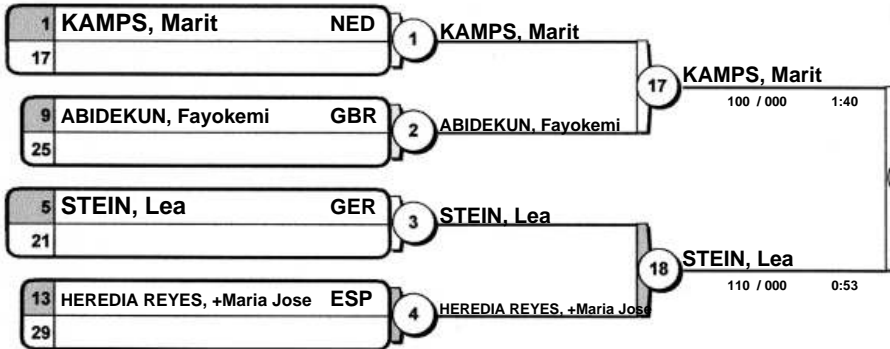 1 KAMPS, Marit NED
17
1 KAMPS, Marit
9 ABIDEKUN, Fayokemi GBR
25
2 ABIDEKUN, Fayokemi
17 KAMPS, Marit
100 / 000 1:40
5 STEIN, Lea GER
21
3 STEIN, Lea
13 HEREDIA REYES, +Maria Jose ESP
29
4 HEREDIA REYES, +Maria Jose
18 STEIN, Lea
110 / 000 0:53